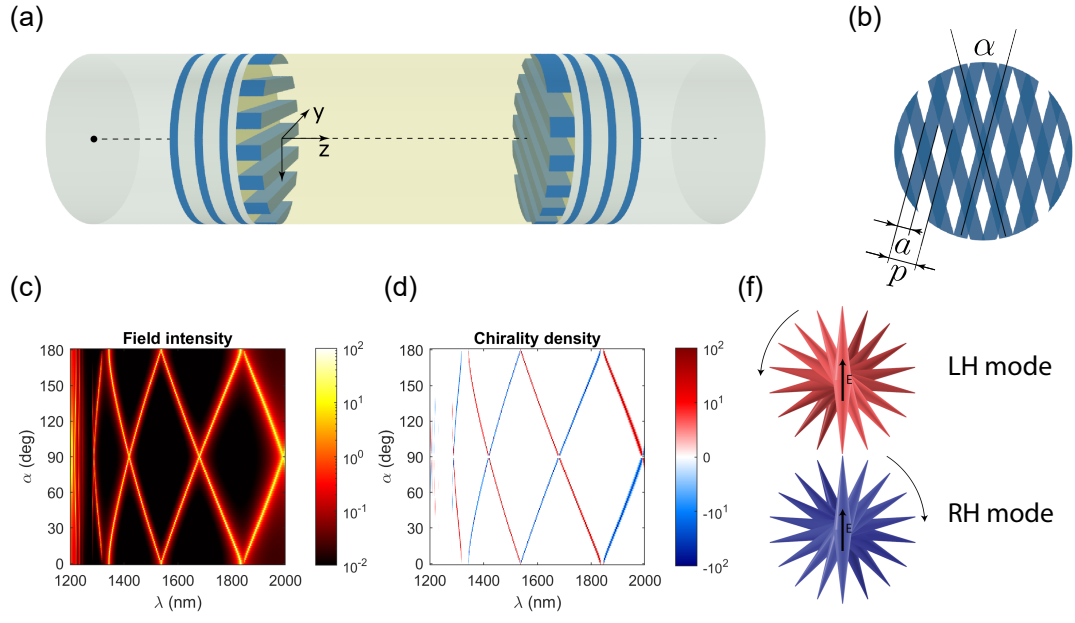 (a)
y
z
(b)
α
a
p
(c)
Field intensity
180
150
120
90
60
30
0
α (deg)
1200 1400 1600 1800 2000
λ (nm)
10^2
10^1
10^0
10^-1
10^-2
(d)
Chirality density
180
150
120
90
60
30
0
α (deg)
1200 1400 1600 1800 2000
λ (nm)
10^2
10^1
0
-10^1
-10^2
(f)
E
LH mode
E
RH mode